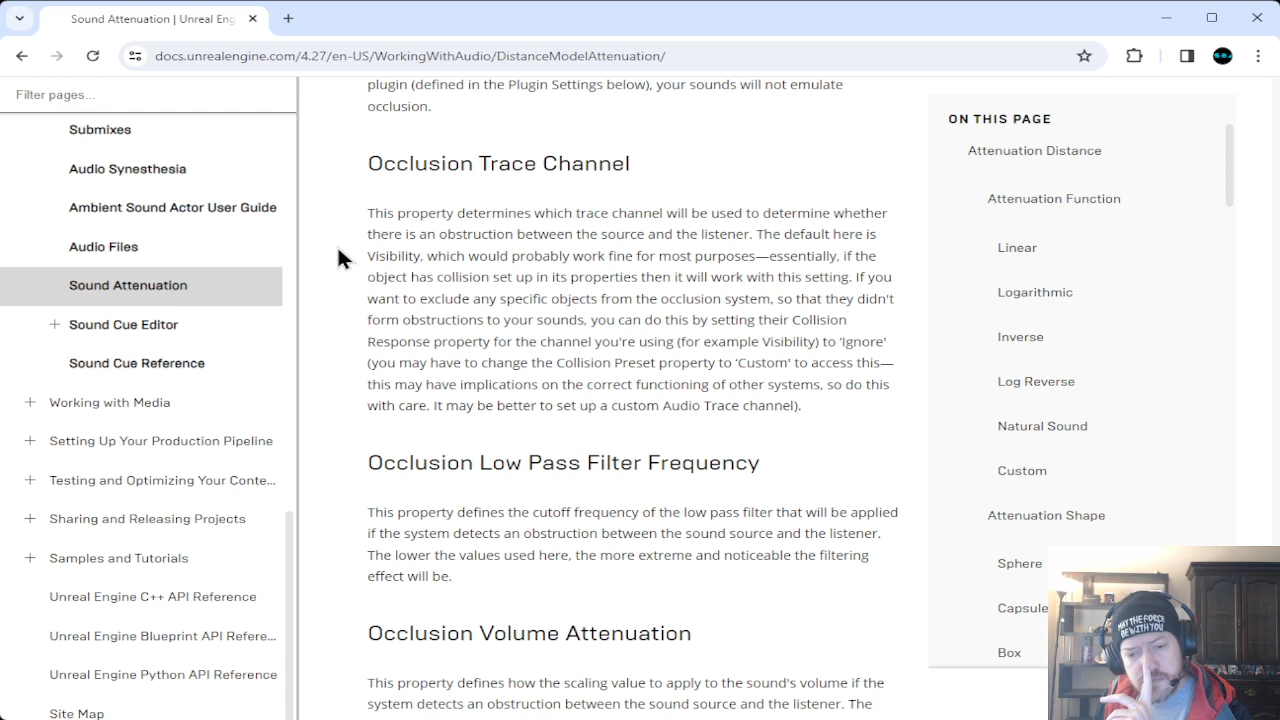 Sound Attenuation | Unreal Eng
docs.unrealengine.com/4.27/en-US/WorkingWithAudio/DistanceModelAttenuation/
Filter pages...
Submixes
Audio Synesthesia
Ambient Sound Actor User Guide
Audio Files
Sound Attenuation
Sound Cue Editor
Sound Cue Reference
Working with Media
Setting Up Your Production Pipeline
Testing and Optimizing Your Conte...
Sharing and Releasing Projects
Samples and Tutorials
Unreal Engine C++ API Reference
Unreal Engine Blueprint API Refere...
Unreal Engine Python API Reference
Site Map
plugin (defined in the Plugin Settings below), your sounds will not emulate
occlusion.
Occlusion Trace Channel
This property determines which trace channel will be used to determine whether
there is an obstruction between the source and the listener. The default here is
Visibility, which would probably work fine for most purposes—essentially, if the
object has collision set up in its properties then it will work with this setting. If you
want to exclude any specific objects from the occlusion system, so that they didn't
form obstructions to your sounds, you can do this by setting their Collision
Response property for the channel you're using (for example Visibility) to 'Ignore'
(you may have to change the Collision Preset property to ‘Custom’ to access this—
this may have implications on the correct functioning of other systems, so do this
with care. It may be better to set up a custom Audio Trace channel).
Occlusion Low Pass Filter Frequency
This property defines the cutoff frequency of the low pass filter that will be applied
if the system detects an obstruction between the sound source and the listener.
The lower the values used here, the more extreme and noticeable the filtering
effect will be.
Occlusion Volume Attenuation
This property defines how scaling value to apply to the sound's volume if the
system detects an obstruction between the sound source and the listener. The
ON THIS PAGE
Attenuation Distance
Attenuation Function
Linear
Logarithmic
Inverse
Log Reverse
Natural Sound
Custom
Attenuation Shape
Sphere
Capsule
Box
MAY THE FORCE
BE WITH YOU
STAR WARS